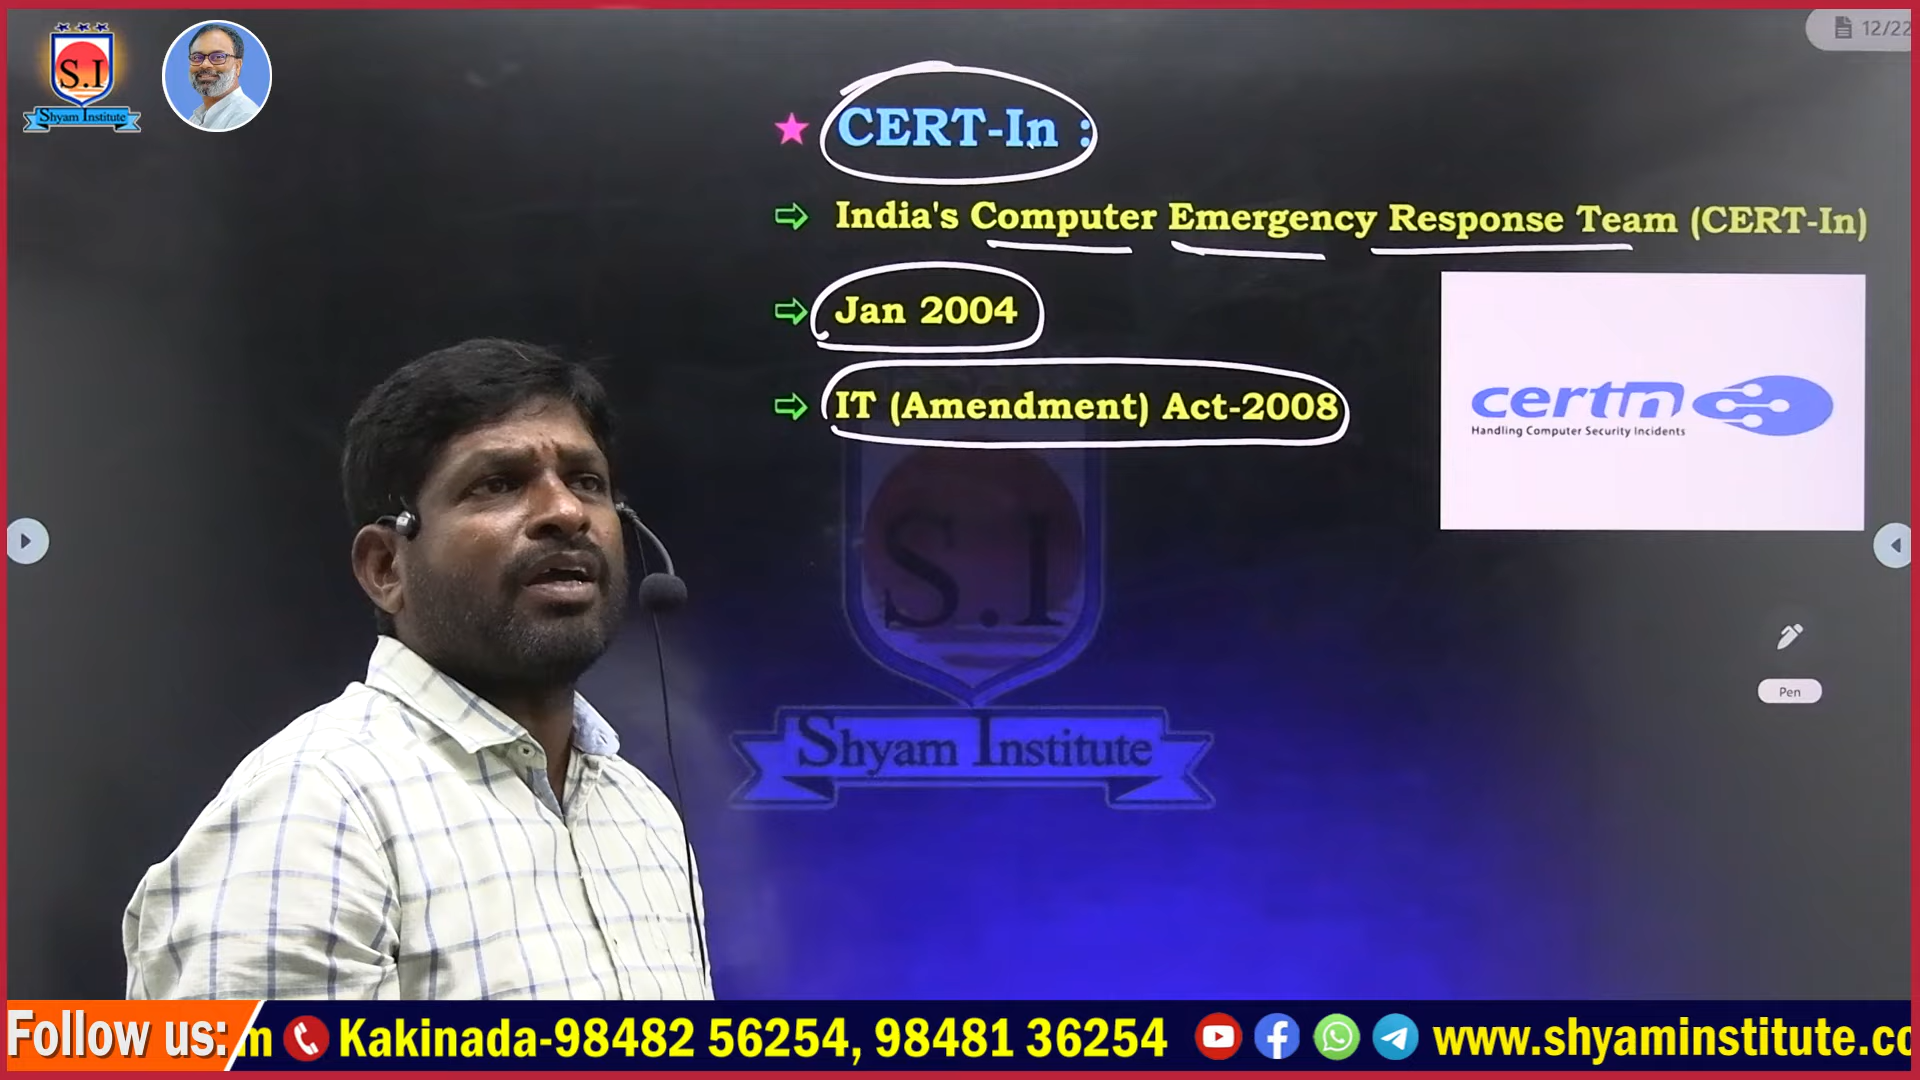 S.I
Shyam Institute
12/22
CERT-In :
India's Computer Emergency Response Team (CERT-In)
Jan 2004
IT (Amendment) Act-2008
certin
Handling Computer Security Incidents
S.I
Shyam Institute
Pen
Follow us:
m Kakinada-98482 56254, 98481 36254 www.shyaminstitute.co